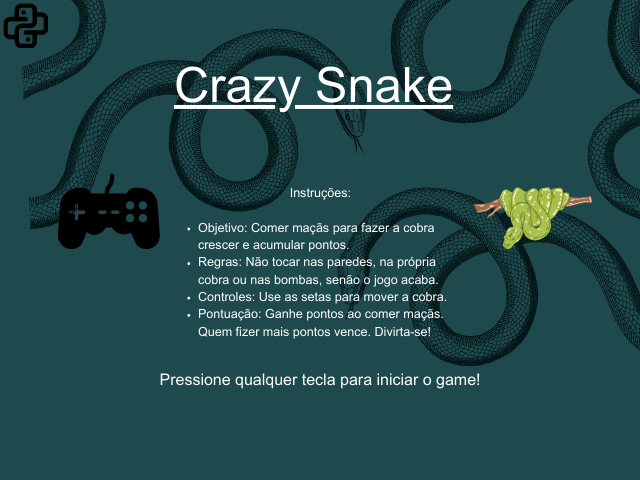 Crazy Snake
Instruções:
• Objetivo: Comer maçãs para fazer a cobra
crescer e acumular pontos.
• Regras: Não tocar nas paredes, na própria
cobra ou nas bombas, senão o jogo acaba.
• Controles: Use as setas para mover a cobra.
• Pontuação: Ganhe pontos ao comer maçãs.
Quem fizer mais pontos vence. Divirta-se!
Pressione qualquer tecla para iniciar o game!